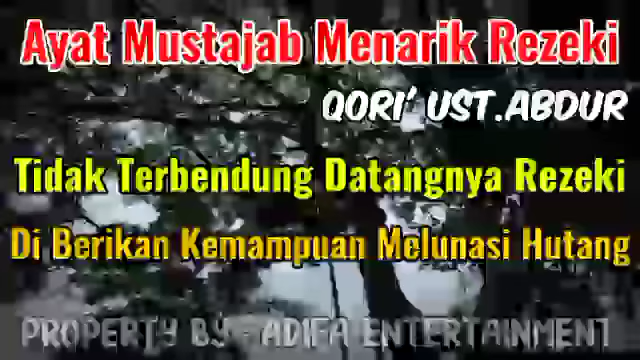 Ayat Mustajab Menarik Rezeki
QORI' UST.ABDUR
Tidak Terbendung Datangnya Rezeki
Di Berikan Kemampuan Melunasi Hutang
PROPERTY BY ADIFA ENTERTAINMENT